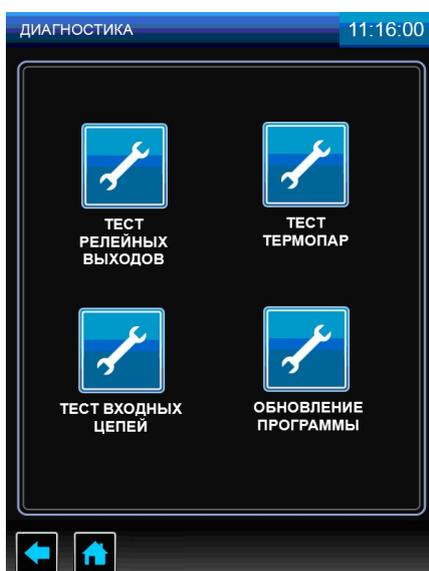 ДИАГНОСТИКА
11:16:00
ТЕСТ
РЕЛЕЙНЫХ
ВЫХОДОВ
ТЕСТ
ТЕРМОПАР
ТЕСТ ВХОДНЫХ
ЦЕПЕЙ
ОБНОВЛЕНИЕ
ПРОГРАММЫ